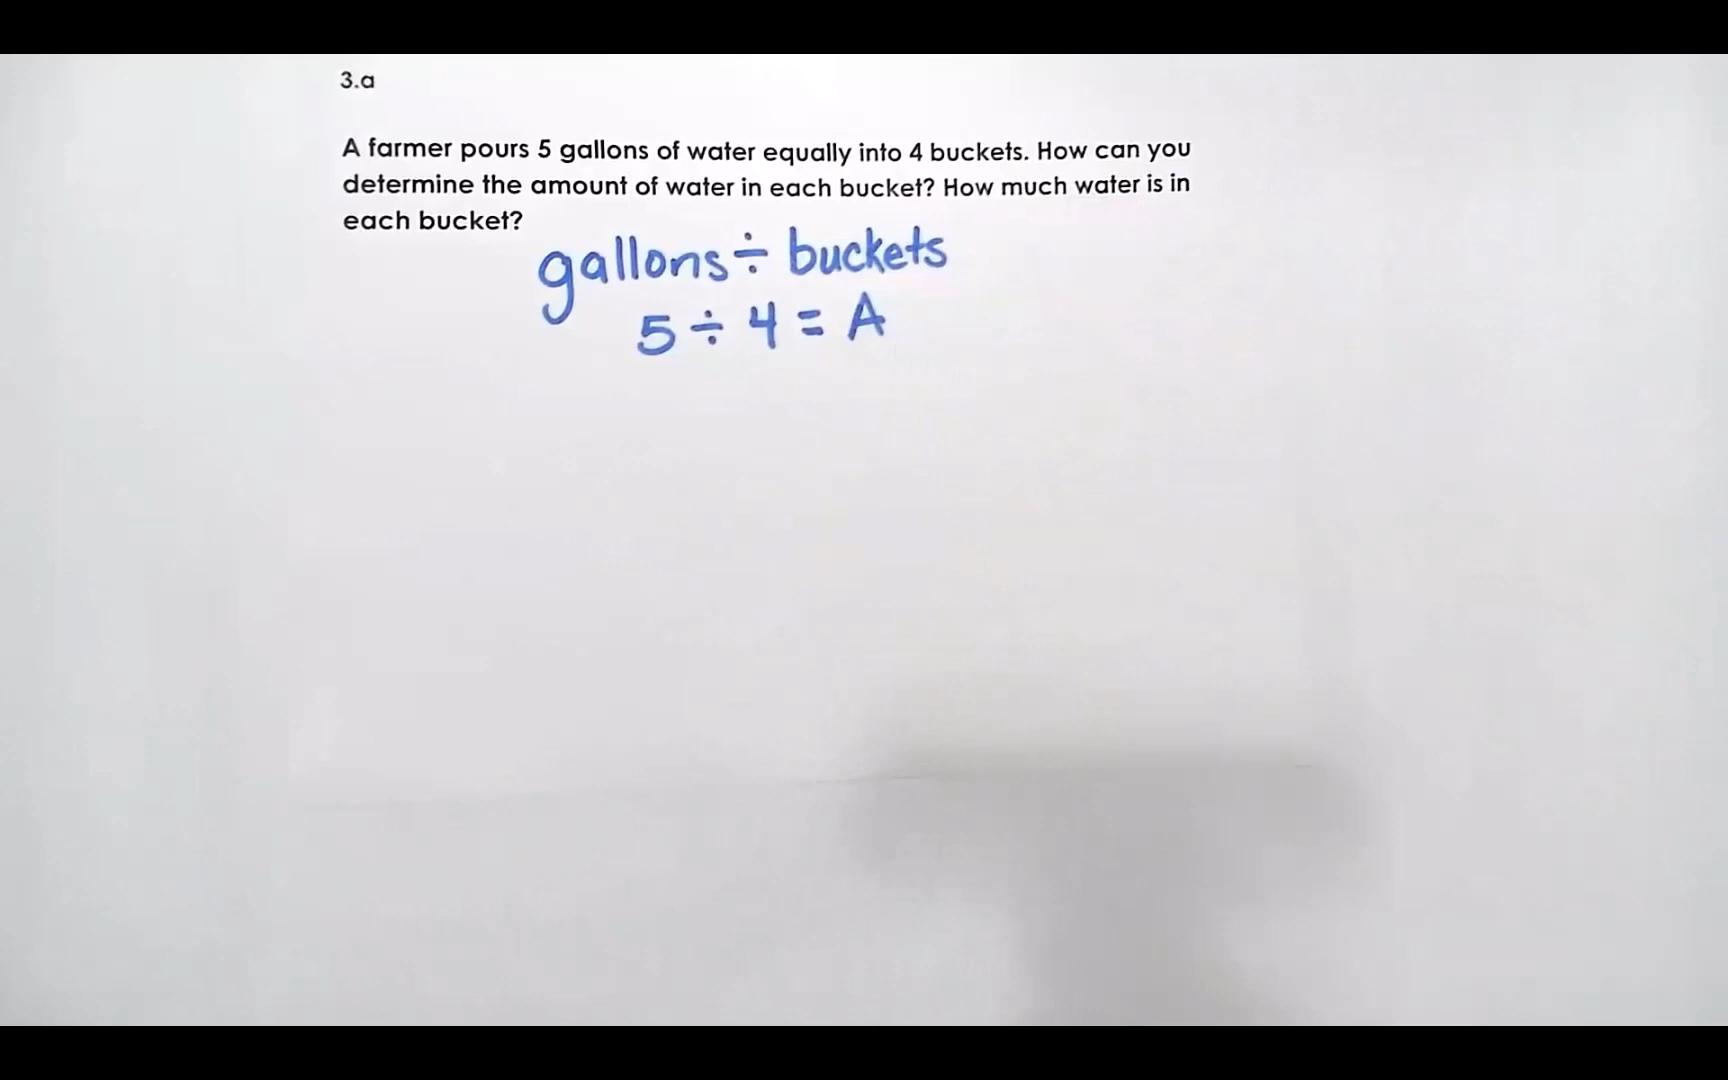 3.a
A farmer pours 5 gallons of water equally into 4 buckets. How can you
determine the amount of water in each bucket? How much water is in
each bucket?
gallons ÷ buckets
5 ÷ 4 = A